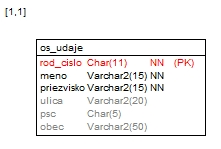 [1,1]
os_udaje
rod_cislo Char(11) NN (PK)
meno Varchar2(15) NN
priezvisko Varchar2(15) NN
ulica Varchar2(20)
psc Char(5)
obec Varchar2(50)